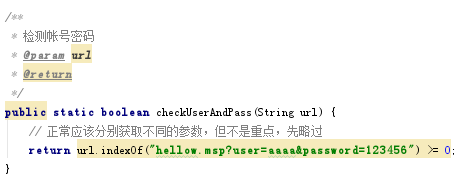 /**
 * 检测帐号密码
 * @param url
 * @return
 */
public static boolean checkUserAndPass(String url) {
    // 正常应该分别获取不同的参数，但不是重点，先略过
    return url.indexOf("hellow.msp?user=aaaa&password=123456") >= 0;
}